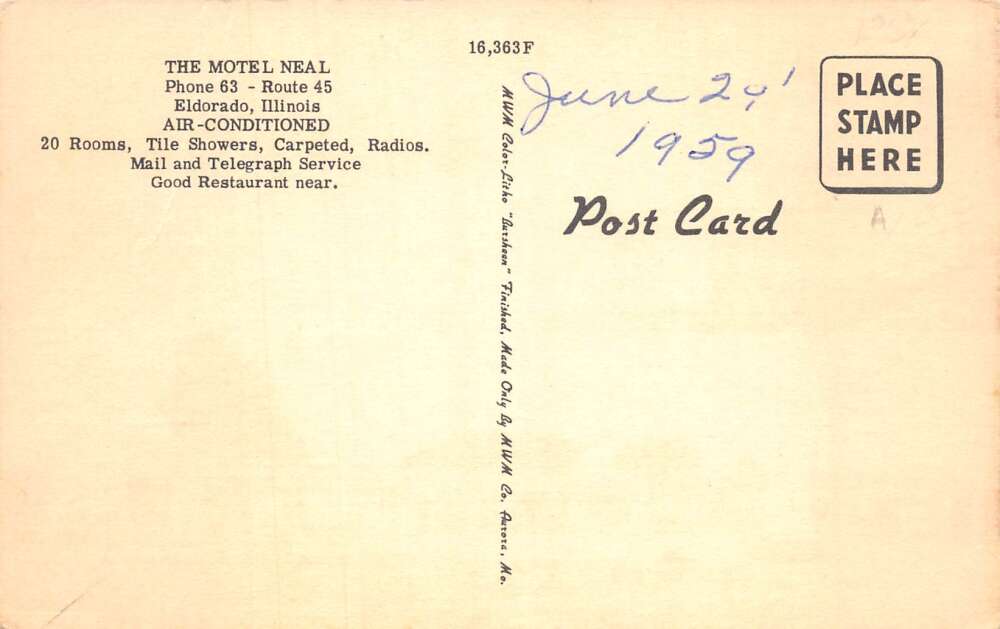 THE MOTEL NEAL
Phone 63 - Route 45
Eldorado, Illinois
AIR-CONDITIONED
20 Rooms, Tile Showers, Carpeted, Radios.
Mail and Telegraph Service
Good Restaurant near.
16,363F
MWM Color-Litho "Bursheen" Finished, Made Only By MWM Co. Aurora, Mo.
June 24'
1959
Post Card
PLACE
STAMP
HERE
A